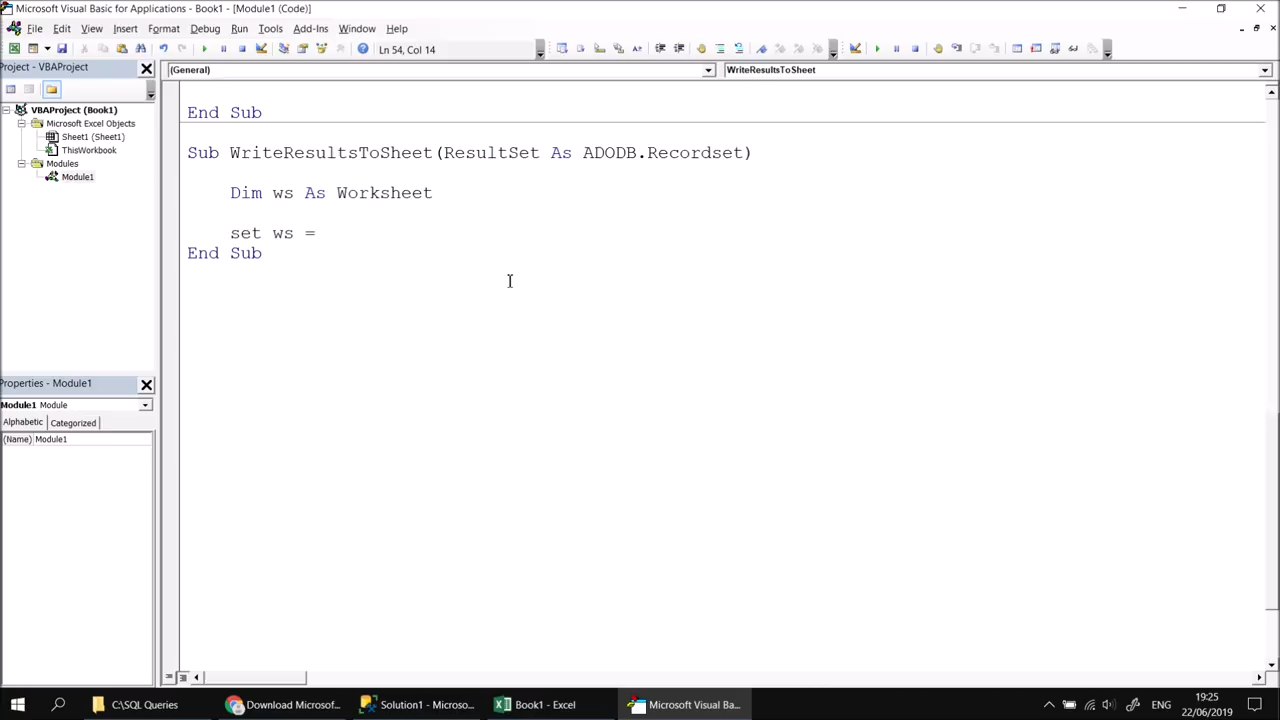 Microsoft Visual Basic for Applications - Book1 - [Module1 (Code)]
File Edit View Insert Format Debug Run Tools Add-Ins Window Help
Ln 54, Col 14
Project - VBAProject
(General) WriteResultsToSheet
VBAProject (Book1)
Microsoft Excel Objects
Sheet1 (Sheet1)
ThisWorkbook
Modules
Module1
End Sub
Sub WriteResultsToSheet(ResultSet As ADODB.Recordset)
Dim ws As Worksheet
set ws =
End Sub
Properties - Module1
Module1 Module
Alphabetic Categorized
(Name) Module1
C:\SQL Queries
Download Microsof...
Solution1 - Microso...
Book1 - Excel
Microsoft Visual Ba...
ENG
19:25
22/06/2019